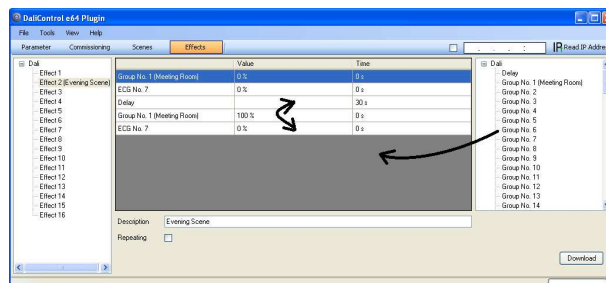 DaliControl e64 Plugin
File Tools View Help
Parameter Commissioning Scenes Effects Read IP Addre
Dali
Effect 1
Effect 2 (Evening Scene)
Effect 3
Effect 4
Effect 5
Effect 6
Effect 7
Effect 8
Effect 9
Effect 10
Effect 11
Effect 12
Effect 13
Effect 14
Effect 15
Effect 16
Value Time
Group No. 1 (Meeting Room) 0 % 0 s
ECG No. 7 0 % 0 s
Delay 30 s
Group No. 1 (Meeting Room) 100 % 0 s
ECG No. 7 0 % 0 s
Description Evening Scene
Repeating
Dali
Delay
Group No. 1 (Meeting Room)
Group No. 2
Group No. 3
Group No. 4
Group No. 5
Group No. 6
Group No. 7
Group No. 8
Group No. 9
Group No. 10
Group No. 11
Group No. 12
Group No. 13
Group No. 14
Download